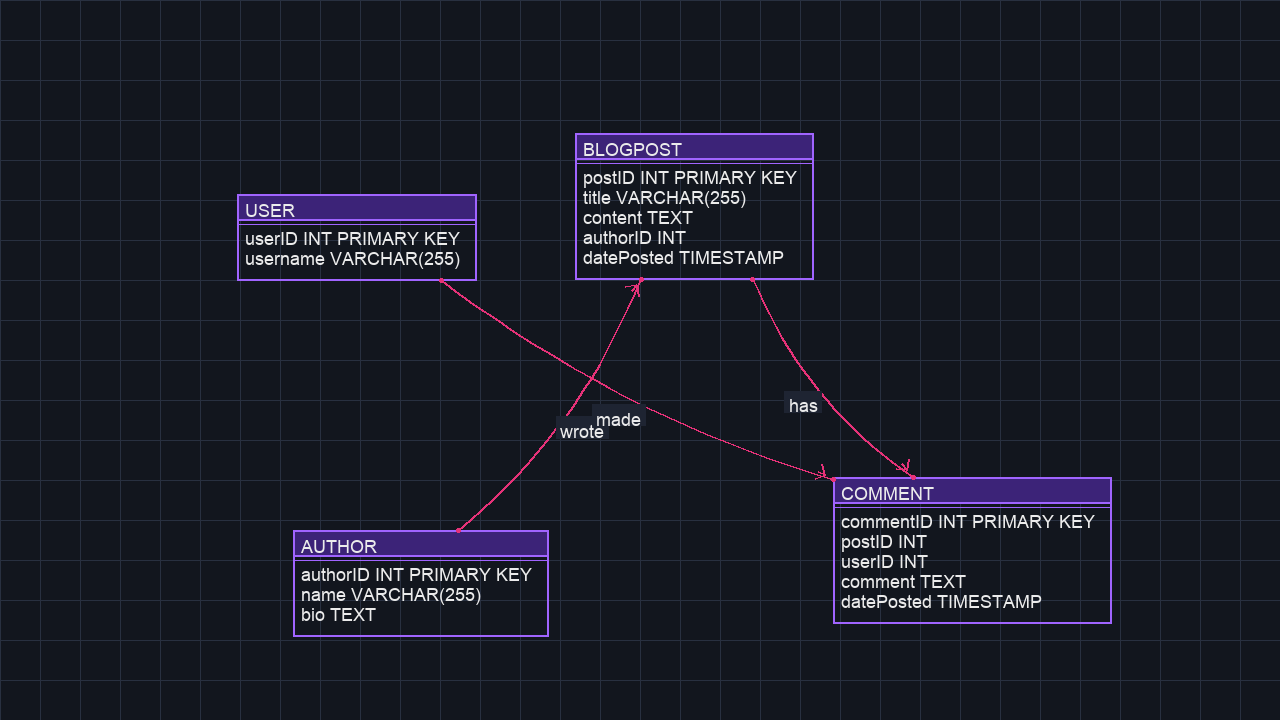 BLOGPOST
postID INT PRIMARY KEY
title VARCHAR(255)
content TEXT
authorID INT
datePosted TIMESTAMP
USER
userID INT PRIMARY KEY
username VARCHAR(255)
has
made
wrote
COMMENT
commentID INT PRIMARY KEY
postID INT
userID INT
comment TEXT
datePosted TIMESTAMP
AUTHOR
authorID INT PRIMARY KEY
name VARCHAR(255)
bio TEXT